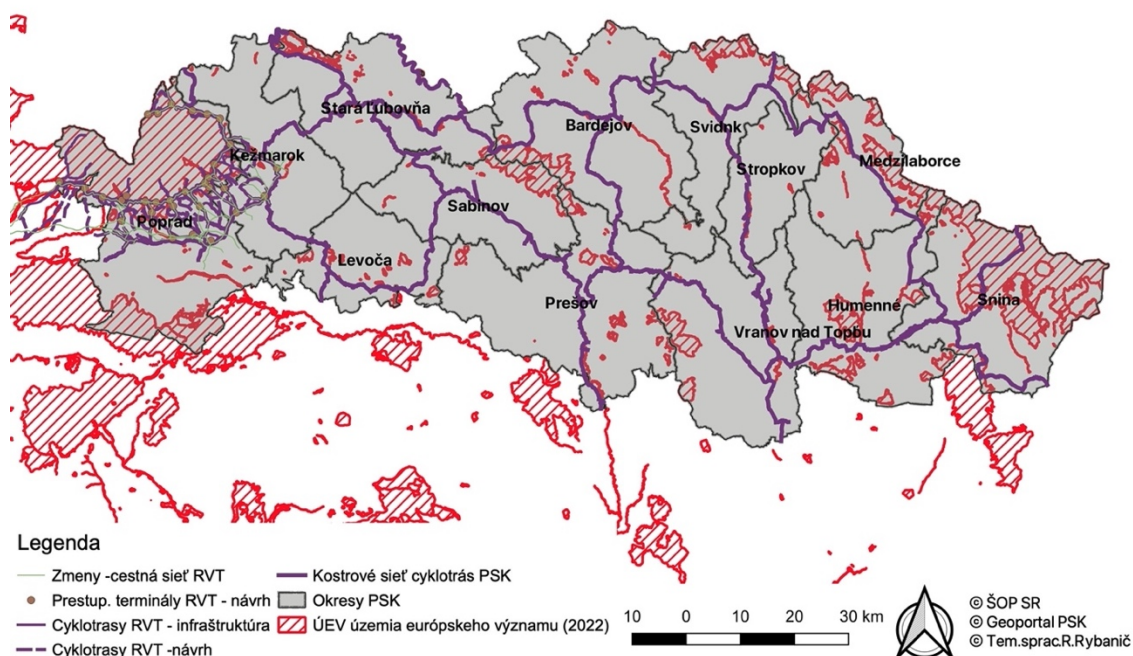 Stará Ľubovňa
Bardejov
Svidnk
Kežmarok
Stropkov
Medzilaborce
Poprad
Sabinov
Levoča
Prešov
Humenné
Snina
Vranov nad Topbu
Legenda
Zmeny -cestná sieť RVT
Prestup. terminály RVT - návrh
Cyklotrasy RVT - infraštruktúra
Cyklotrasy RVT -návrh
Kostrové sieť cyklotrás PSK
Okresy PSK
ÚEV územia európskeho významu (2022)
10 0 10 20 30 km
© ŠOP SR
© Geoportal PSK
© Tem.sprac.R.Rybanič